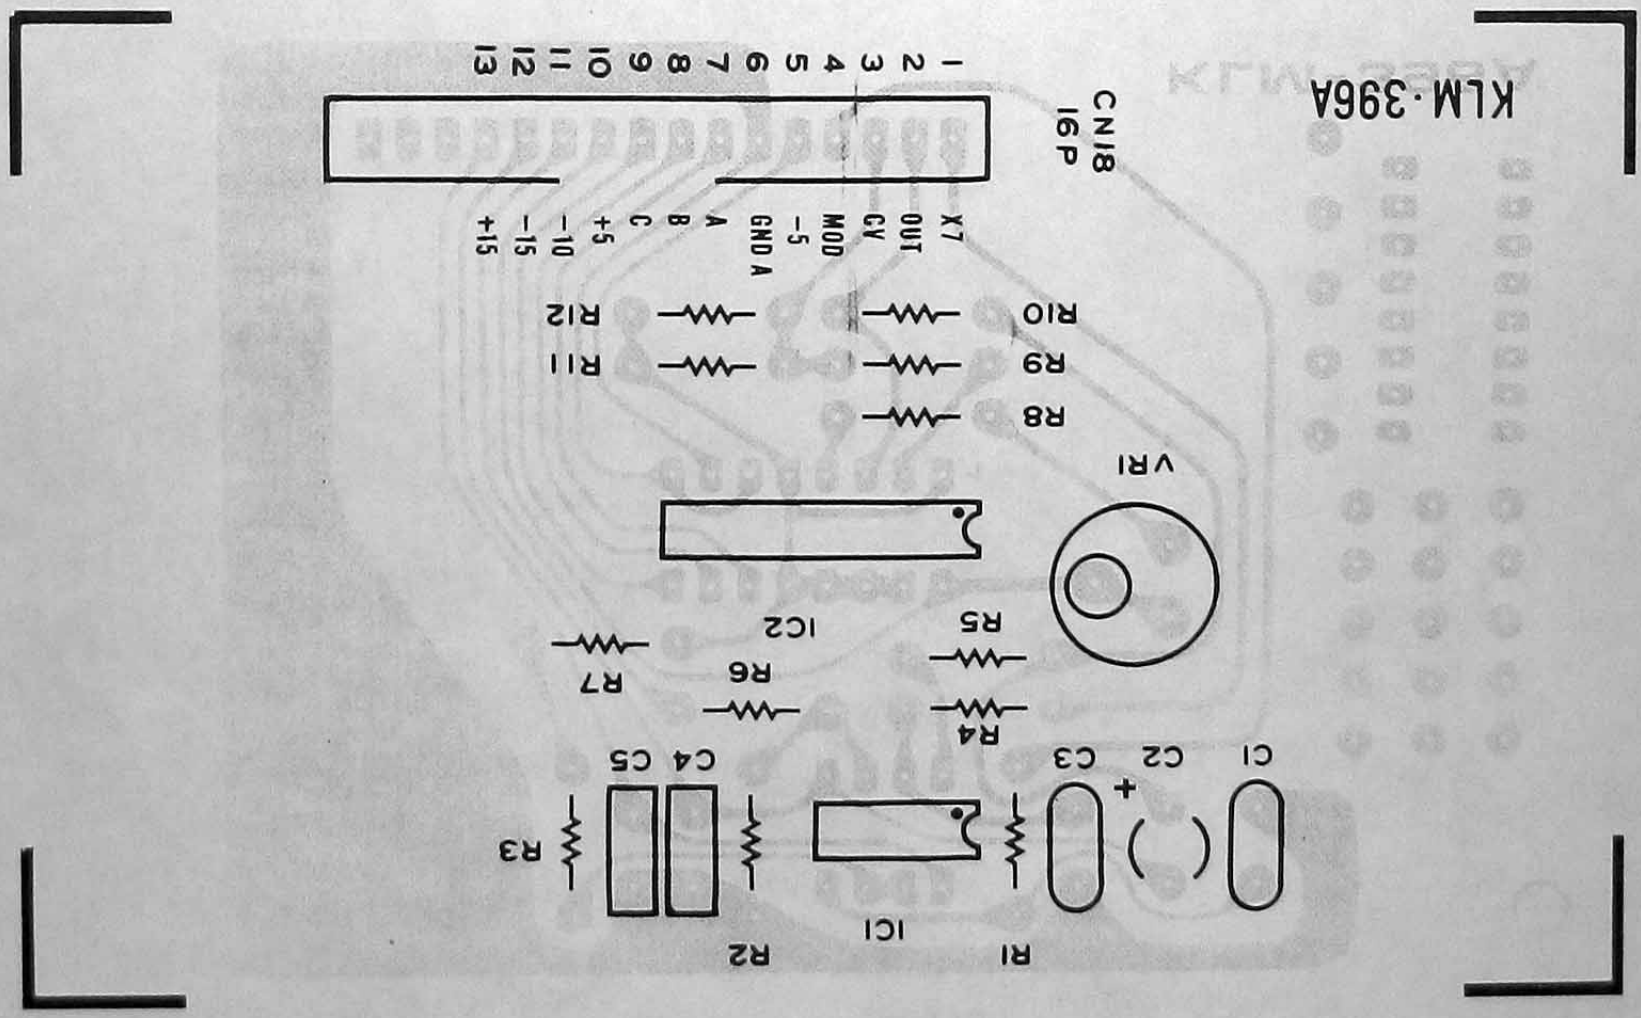 13 12 11 10 9 8 7 6 5 4 3 2 1
KLM-396A
KLM-396A
CN18
16P
+15 -15 -10 +5 C B A GND A -5 MOD CV OUT X7
R12 R10
R11 R9
R8
VR1
IC2 R5
R7 R6
R4
C5 C4 C3 C2 C1
+
R3
IC1
R2 R1